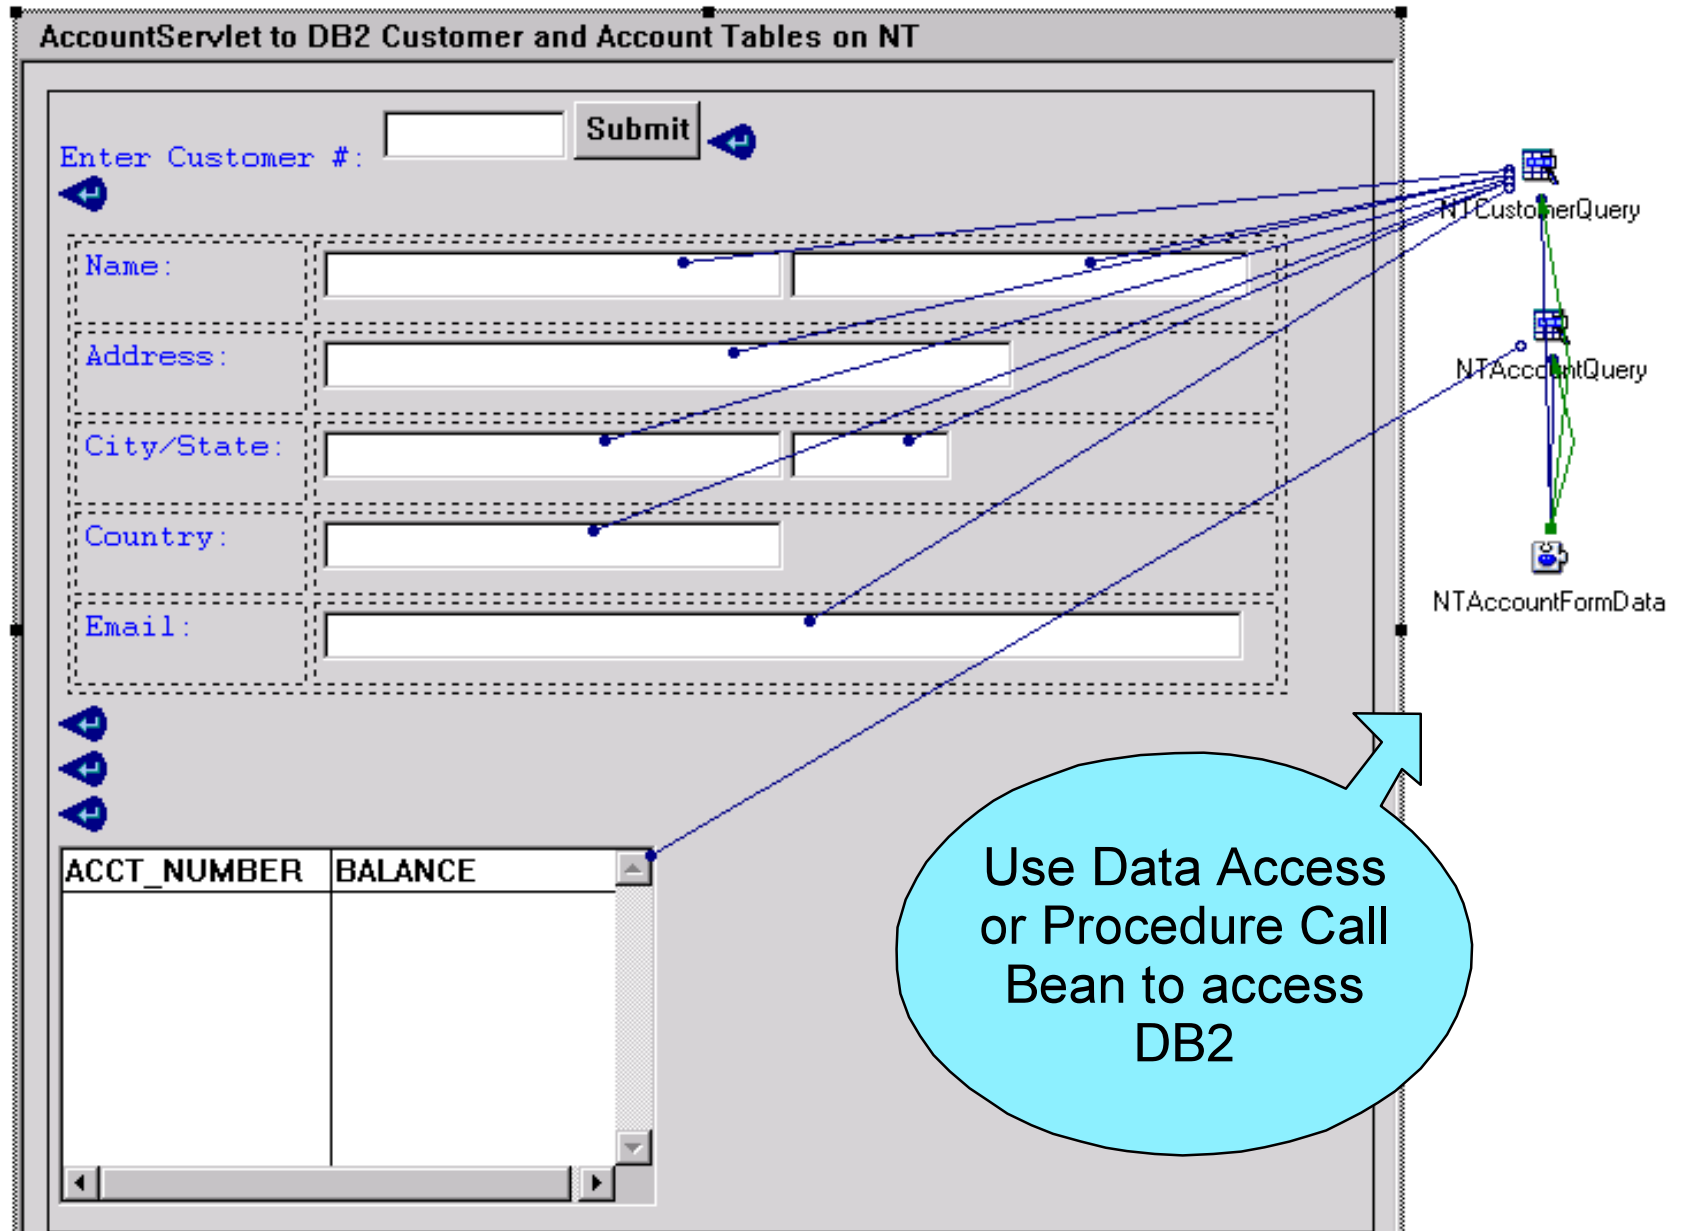 AccountServlet to DB2 Customer and Account Tables on NT
Enter Customer #:
Submit
NTCustomerQuery
Name:
Address:
NTAccountQuery
City/State:
Country:
NTAccountFormData
Email:
ACCT_NUMBER BALANCE
Use Data Access
or Procedure Call
Bean to access
DB2